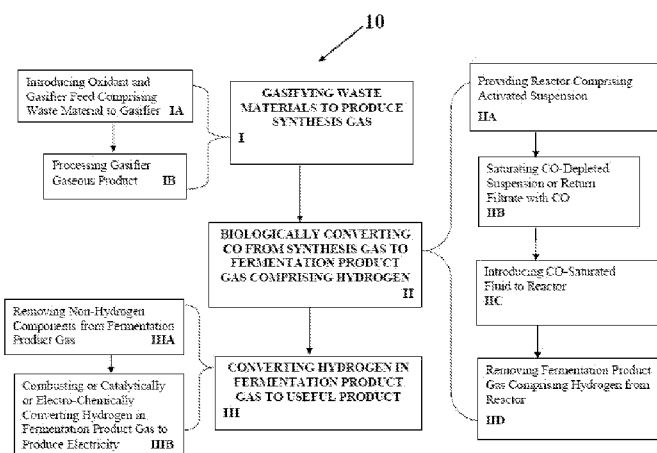 10
Introducing Oxidant and
Gasifier Feed Comprising
Waste Material to Gasifier IA
Processing Gasifier
Gaseous Product IB
GASIFYING WASTE
MATERIALS TO PRODUCE
SYNTHESIS GAS
I
BIOLOGICALLY CONVERTING
CO FROM SYNTHESIS GAS TO
FERMENTATION PRODUCT
GAS COMPRISING HYDROGEN
II
Providing Reactor Comprising
Activated Suspension
IIA
Saturating CO-Depleted
Suspension or Return
Filtrate with CO
IIB
Introducing CO-Saturated
Fluid to Reactor
IIC
Removing Fermentation Product
Gas Comprising Hydrogen from
Reactor
IID
CONVERTING HYDROGEN IN
FERMENTATION PRODUCT
GAS TO USEFUL PRODUCT
III
Removing Non-Hydrogen
Components from Fermentation
Product Gas IIIA
Combusting or Catalytically
or Electro-Chemically
Converting Hydrogen in
Fermentation Product Gas to
Produce Electricity IIIB